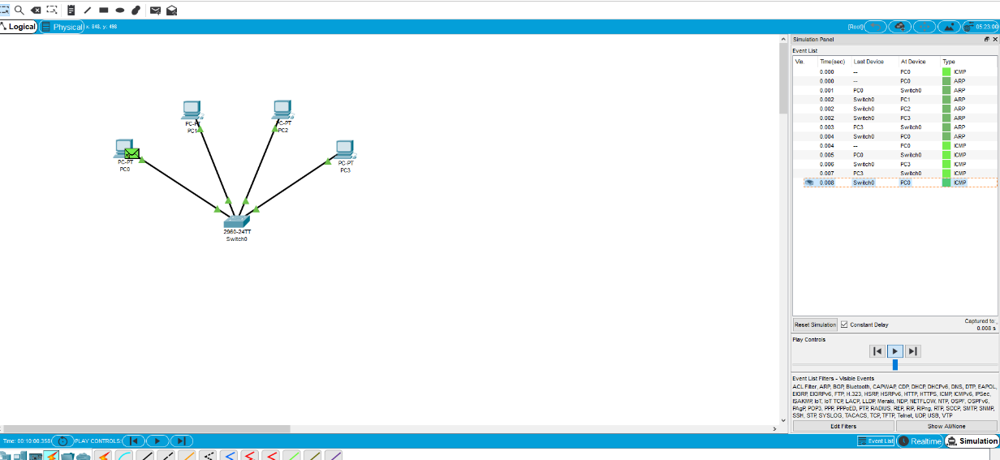 Logical Physical x: 848, y: 498 [Root] 05:23:00
Simulation Panel
Event List
Vis. Time(sec) Last Device At Device Type
0.000 -- PC0 ICMP
0.000 -- PC0 ARP
0.001 PC0 Switch0 ARP
0.002 Switch0 PC1 ARP
0.002 Switch0 PC2 ARP
0.002 Switch0 PC3 ARP
0.003 PC3 Switch0 ARP
0.004 Switch0 PC0 ARP
0.004 -- PC0 ICMP
0.005 PC0 Switch0 ICMP
0.006 Switch0 PC3 ICMP
0.007 PC3 Switch0 ICMP
0.008 Switch0 PC0 ICMP
PC-PT
PC1
PC-PT
PC2
PC-PT
PC0
PC-PT
PC3
2960-24TT
Switch0
Reset Simulation Constant Delay Captured to:
0.008 s
Play Controls
Event List Filters - Visible Events
ACL Filter, ARP, BGP, Bluetooth, CAPWAP, CDP, DHCP, DHCPv6, DNS, DTP, EAPOL,
EIGRP, EIGRPv6, FTP, H.323, HSRP, HSRPv6, HTTP, HTTPS, ICMP, ICMPv6, IPSec,
ISAKMP, IoT, IoT TCP, LACP, LLDP, Meraki, NDP, NETFLOW, NTP, OSPF, OSPFv6,
PAgP, POP3, PPP, PPPoED, PTP, RADIUS, REP, RIP, RIPng, RTP, SCCP, SMTP, SNMP,
SSH, STP, SYSLOG, TACACS, TCP, TFTP, Telnet, UDP, USB, VTP
Edit Filters Show All/None
Time: 00:10:00.358 PLAY CONTROLS: Event List Realtime Simulation